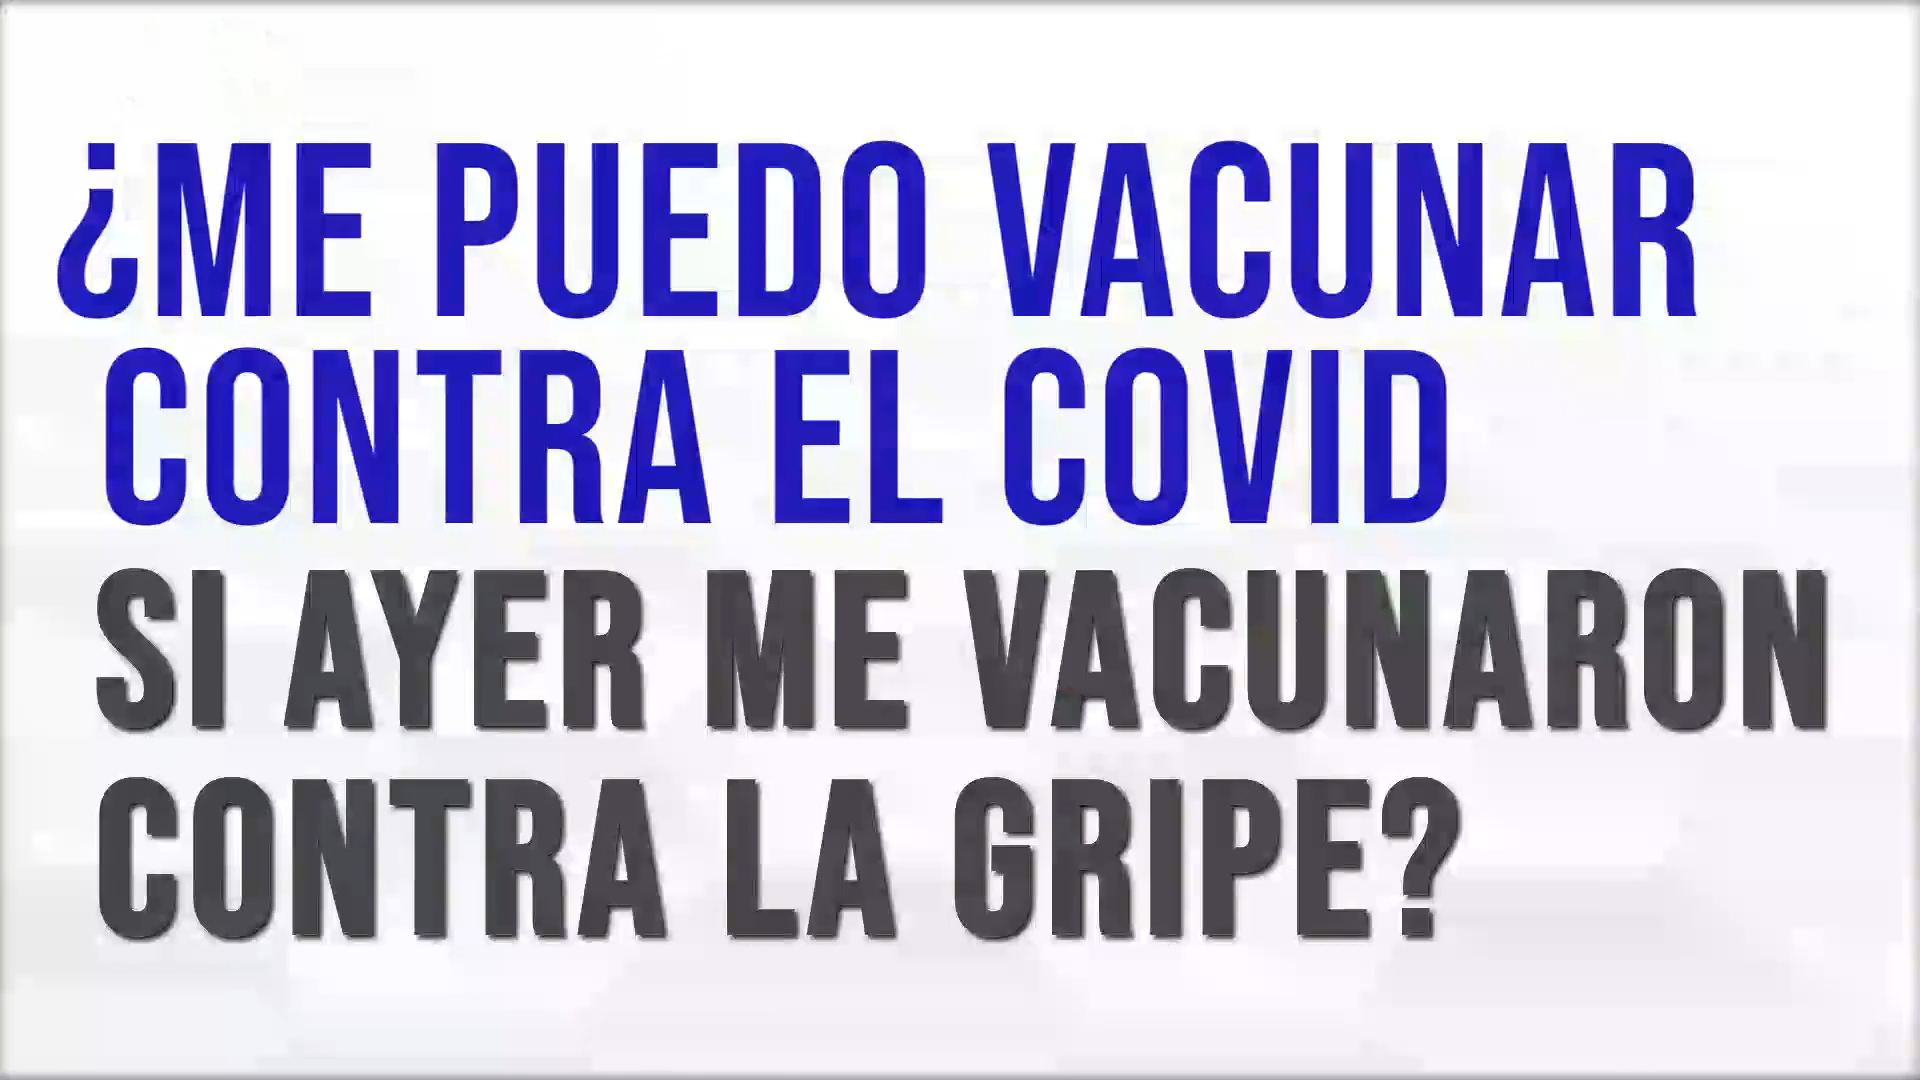 ¿ME PUEDO VACUNAR
CONTRA EL COVID
SI AYER ME VACUNARON
CONTRA LA GRIPE?